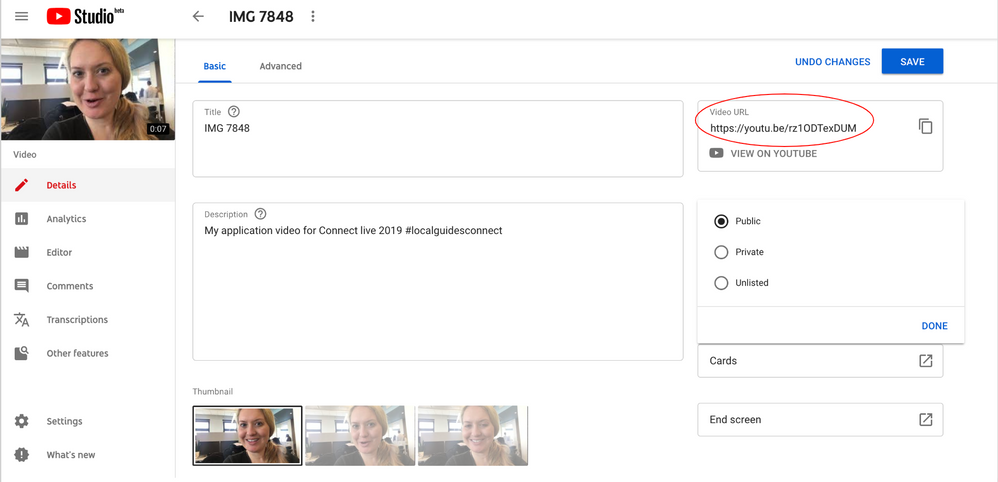 Studio beta
IMG 7848
Basic
Advanced
UNDO CHANGES
SAVE
0:07
Video
Details
Analytics
Editor
Comments
Transcriptions
Other features
Settings
What's new
Title
IMG 7848
Description
My application video for Connect live 2019 #localguidesconnect
Thumbnail
Video URL
https://youtu.be/rz1ODTexDUM
VIEW ON YOUTUBE
Public
Private
Unlisted
DONE
Cards
End screen